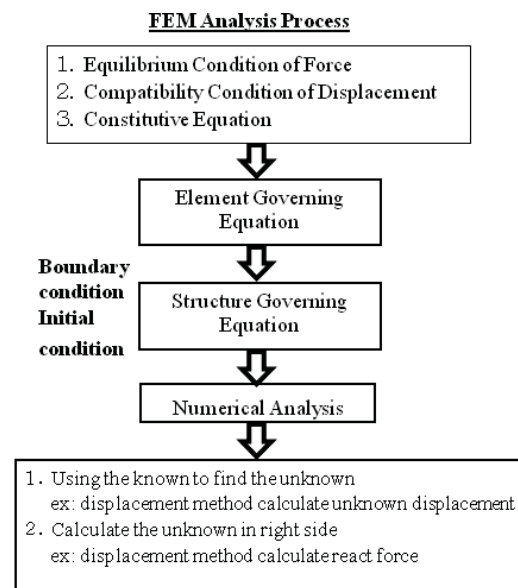 FEM Analysis Process
1. Equilibrium Condition of Force
2. Compatibility Condition of Displacement
3. Constitutive Equation
Element Governing
Equation
Boundary
condition
Initial
condition
Structure Governing
Equation
Numerical Analysis
1. Using the known to find the unknown
ex: displacement method calculate unknown displacement
2. Calculate the unknown in right side
ex: displacement method calculate react force